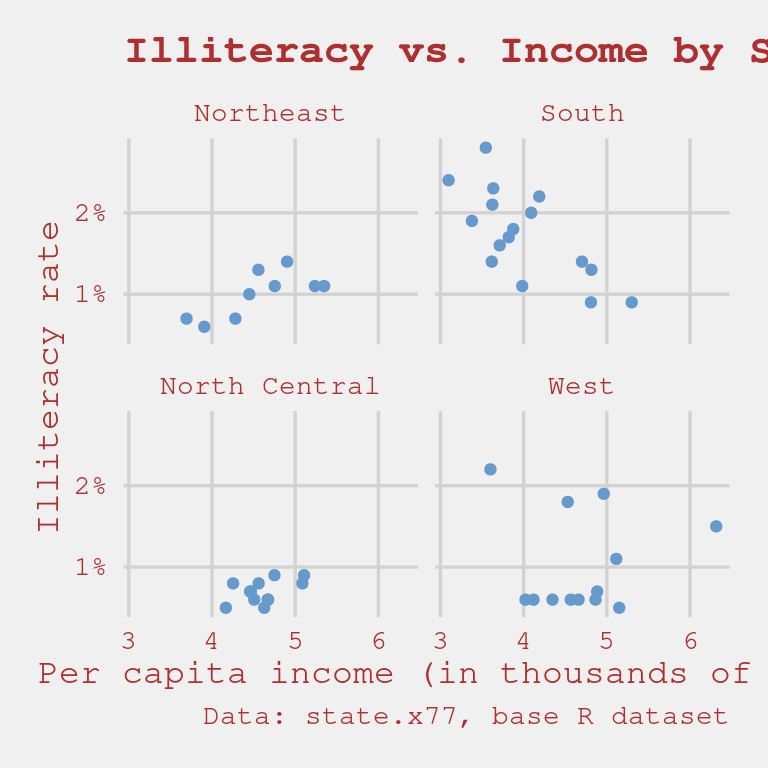 Illiteracy vs. Income by S
Northeast
South
2%
1%
North Central
West
2%
1%
Illiteracy rate
3 4 5 6
3 4 5 6
Per capita income (in thousands of
Data: state.x77, base R dataset